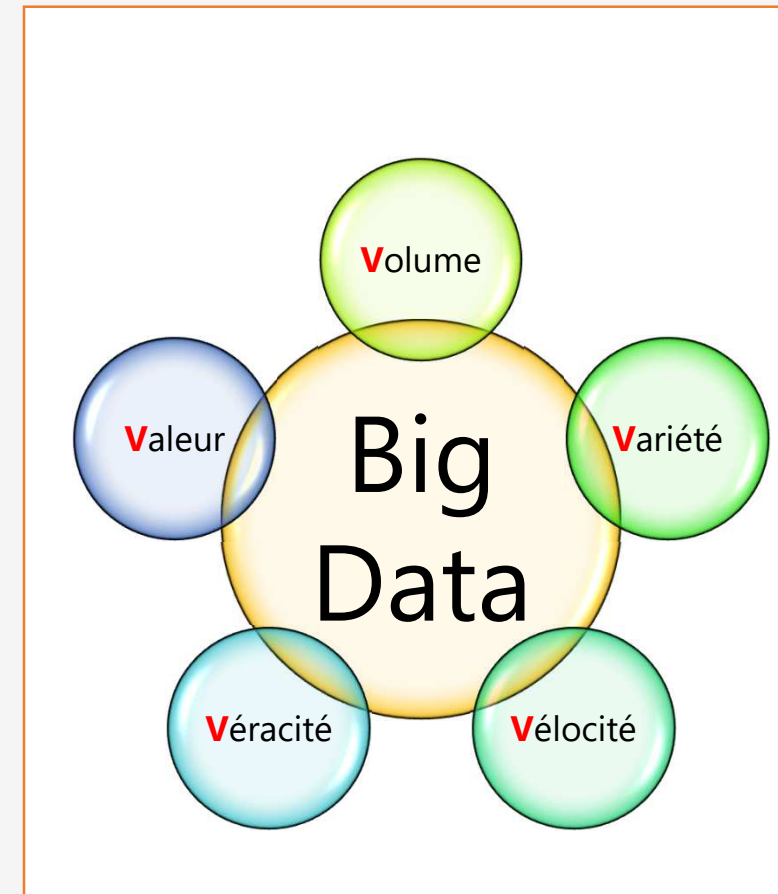 Volume
Valeur
Variété
Big
Data
Véracité
Vélocité